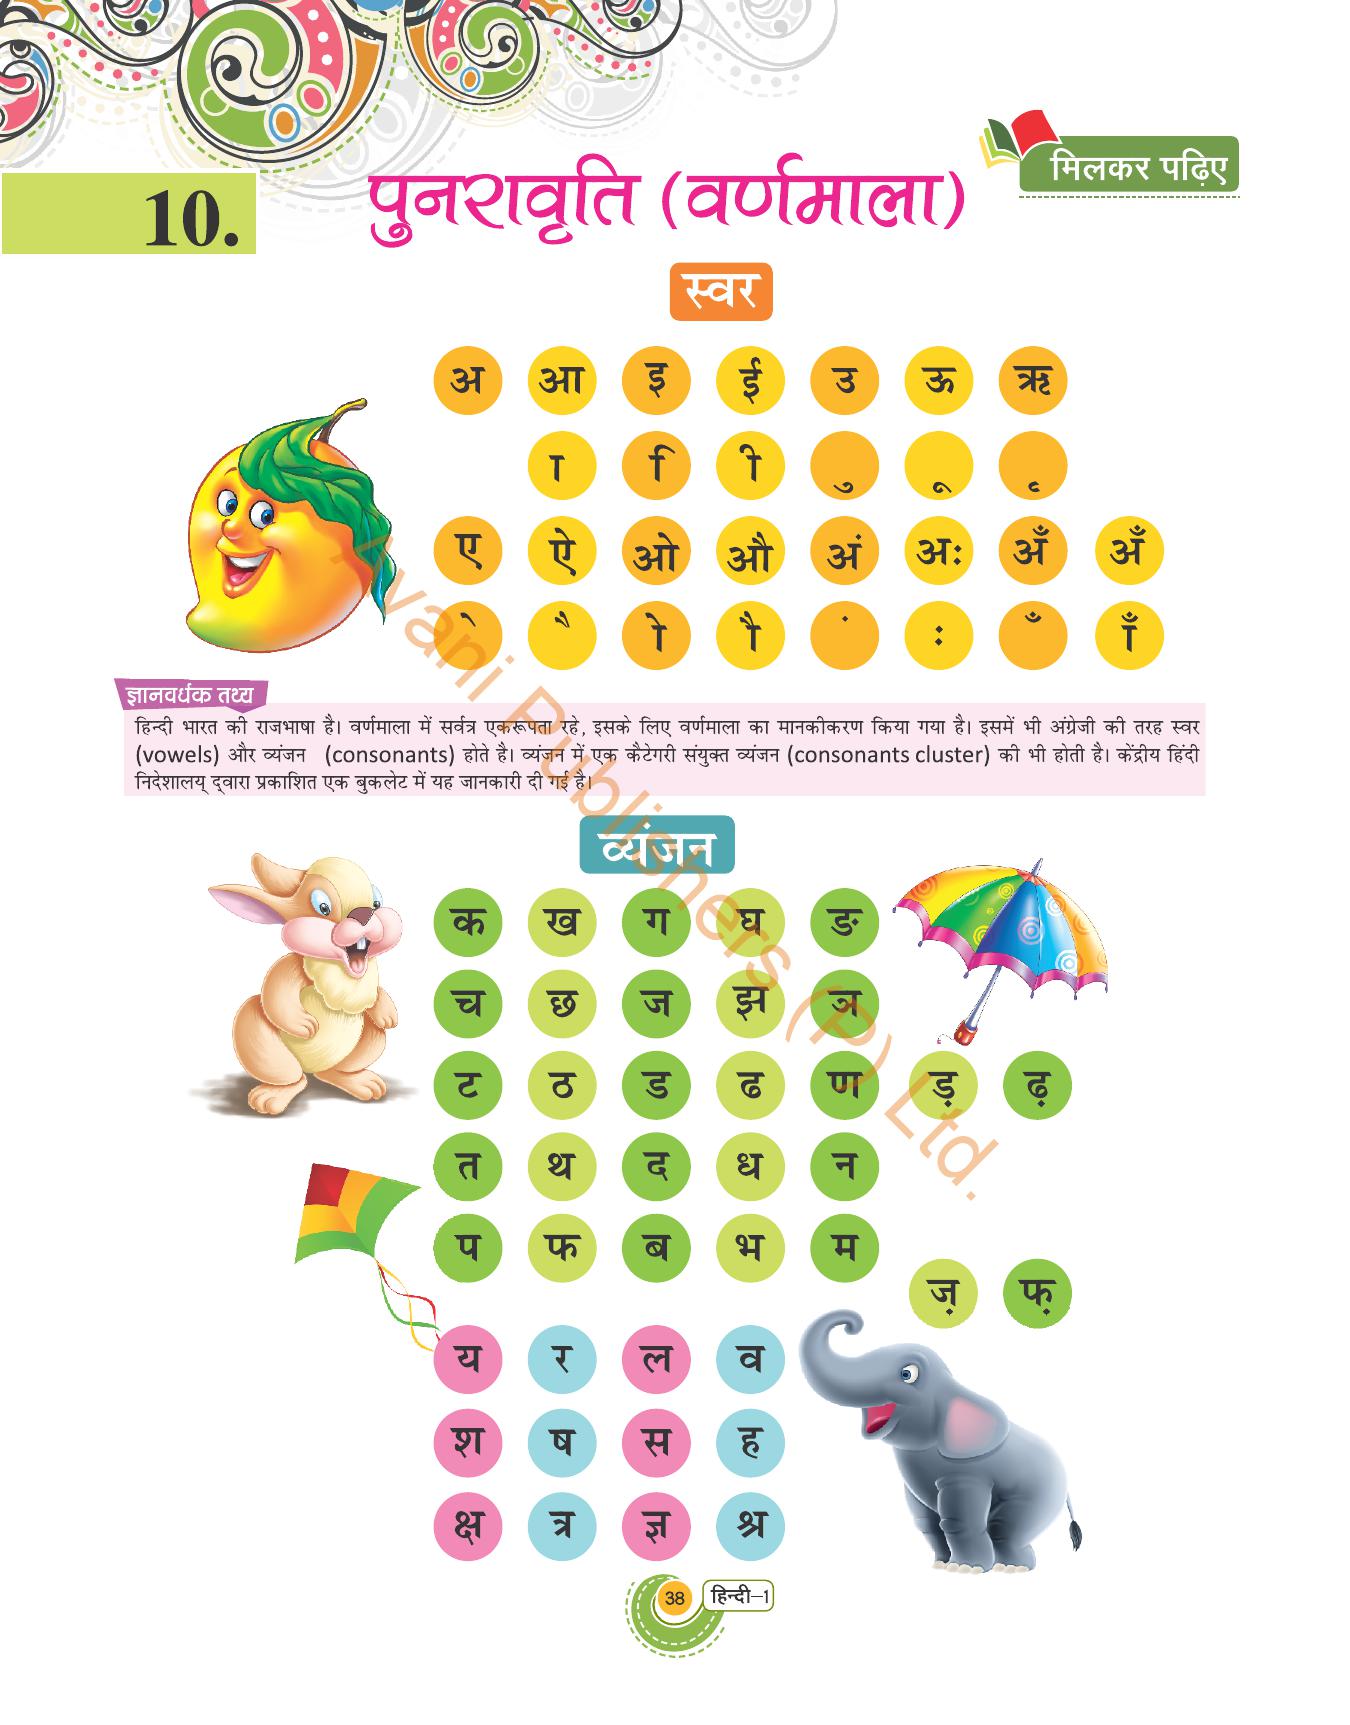 मिलकर पढ़िए
10. पुनरावृति (वर्णमाला)
स्वर
अ आ इ ई उ ऊ ऋ
ा ि ी ु ू ृ
ए ऐ ओ औ अं अः अँ अँ
े ै ो ौ ं ः ँ ाँ
ज्ञानवर्धक तथ्य
हिन्दी भारत की राजभाषा है। वर्णमाला में सर्वत्र एकरूपता रहे, इसके लिए वर्णमाला का मानकीकरण किया गया है। इसमें भी अंग्रेजी की तरह स्वर
(vowels) और व्यंजन (consonants) होते है। व्यंजन में एक कैटेगरी संयुक्त व्यंजन (consonants cluster) की भी होती है। केंद्रीय हिंदी
निदेशालय् द्वारा प्रकाशित एक बुकलेट में यह जानकारी दी गई है।
व्यंजन
क ख ग घ ङ
च छ ज झ ञ
ट ठ ड ढ ण ड़ ढ़
त थ द ध न
प फ ब भ म
ज़ फ़
य र ल व
श ष स ह
क्ष त्र ज्ञ श्र
38 हिन्दी–1
Avani Publishers (P) Ltd.